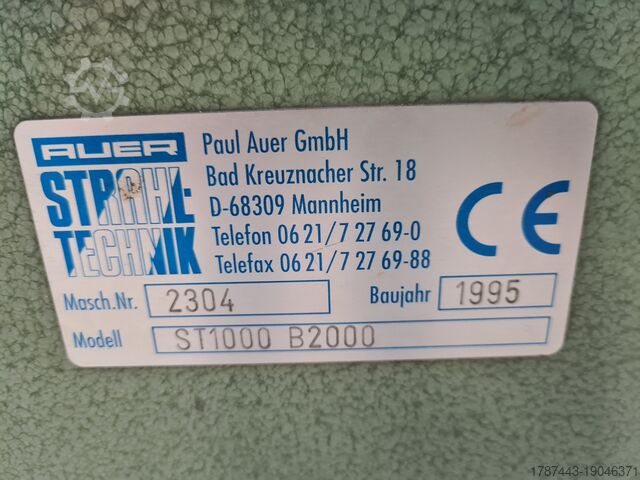 AUER
STRAHL-
TECHNIK
Paul Auer GmbH
Bad Kreuznacher Str. 18
D-68309 Mannheim
Telefon 06 21/7 27 69-0
Telefax 06 21/7 27 69-88
CE
Masch.Nr. 2304 Baujahr 1995
Modell ST1000 B2000
1787443-19046371